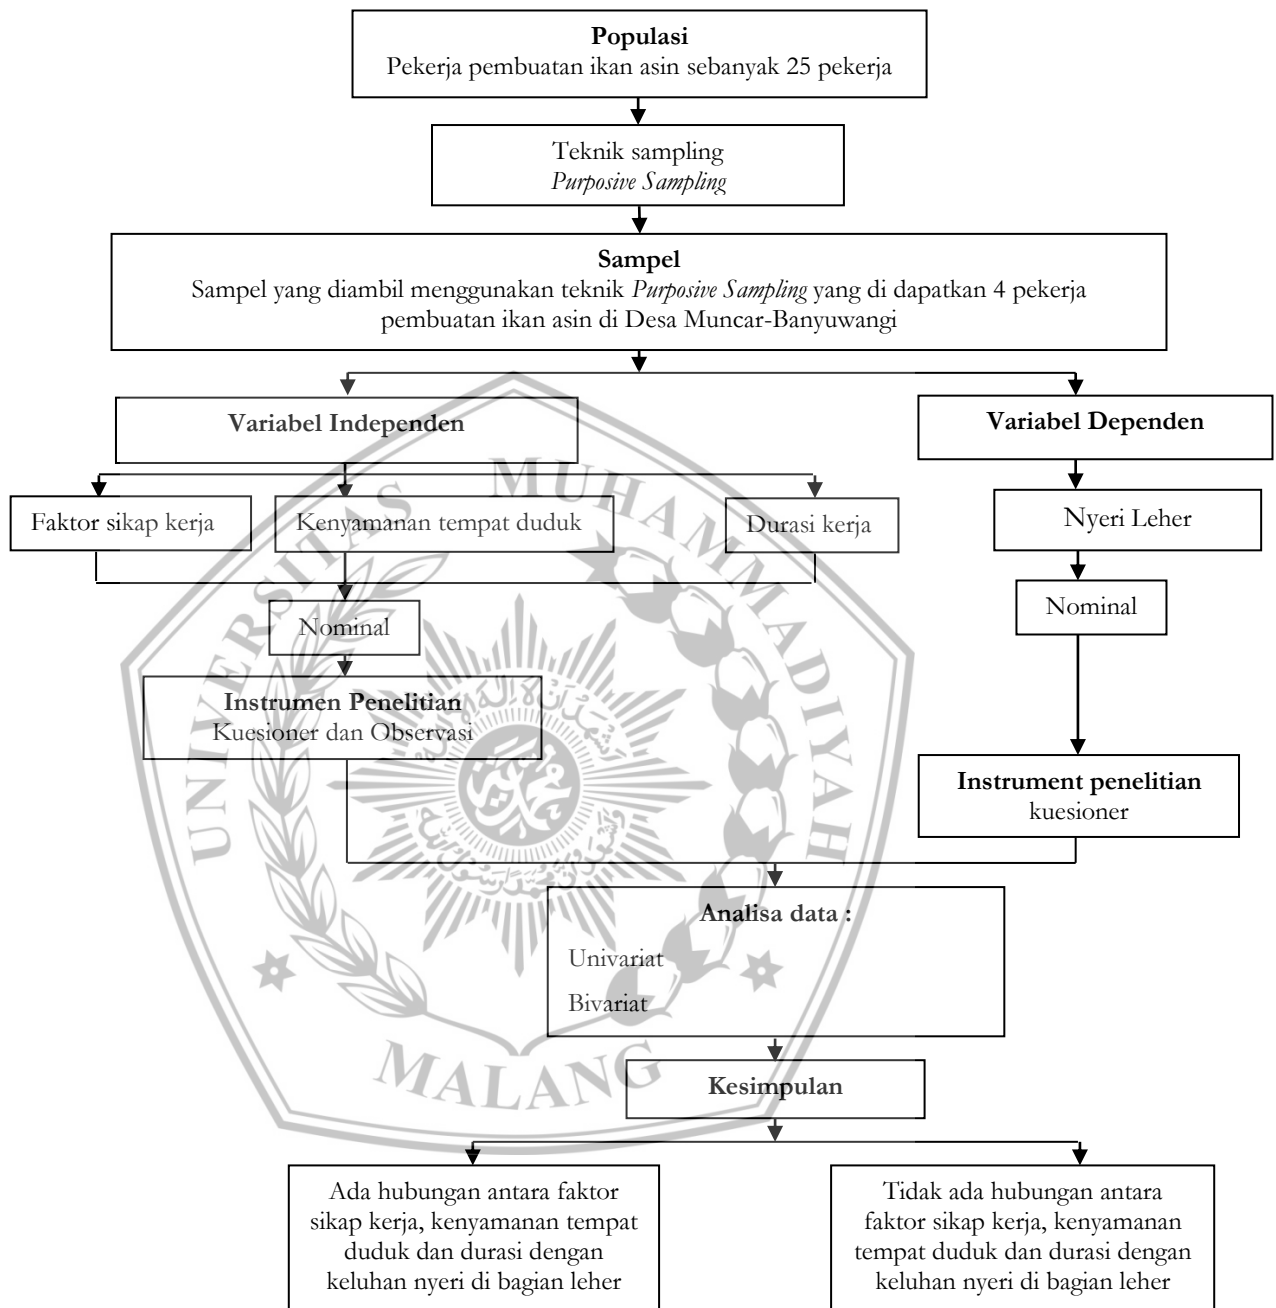 Populasi
Pekerja pembuatan ikan asin sebanyak 25 pekerja
Teknik sampling
Purposive Sampling
Sampel
Sampel yang diambil menggunakan teknik Purposive Sampling yang di dapatkan 4 pekerja
pembuatan ikan asin di Desa Muncar-Banyuwangi
Variabel Independen
Variabel Dependen
Faktor sikap kerja
Kenyamanan tempat duduk
Durasi kerja
Nyeri Leher
Nominal
Nominal
Instrumen Penelitian
Kuesioner dan Observasi
Instrument penelitian
kuesioner
Analisa data :
Univariat
Bivariat
Kesimpulan
Ada hubungan antara faktor
sikap kerja, kenyamanan tempat
duduk dan durasi dengan
keluhan nyeri di bagian leher
Tidak ada hubungan antara
faktor sikap kerja, kenyamanan
tempat duduk dan durasi dengan
keluhan nyeri di bagian leher
UNIVERSITAS MUHAMMADIYAH
MALANG